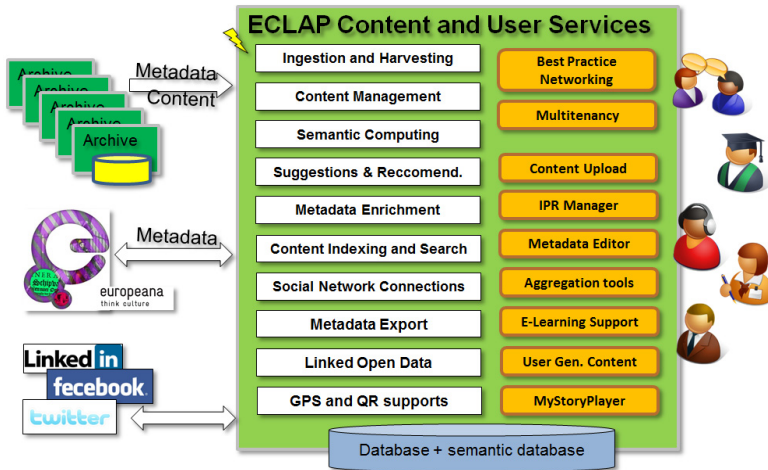 ECLAP Content and User Services
Archive
Archive
Archive
Archive
Archive
Metadata
Content
Metadata
europeana
think culture
Linked in
fecebook
twitter
Ingestion and Harvesting
Content Management
Semantic Computing
Suggestions & Reccomend.
Metadata Enrichment
Content Indexing and Search
Social Network Connections
Metadata Export
Linked Open Data
GPS and QR supports
Best Practice
Networking
Multitenancy
Content Upload
IPR Manager
Metadata Editor
Aggregation tools
E-Learning Support
User Gen. Content
MyStoryPlayer
Database + semantic database